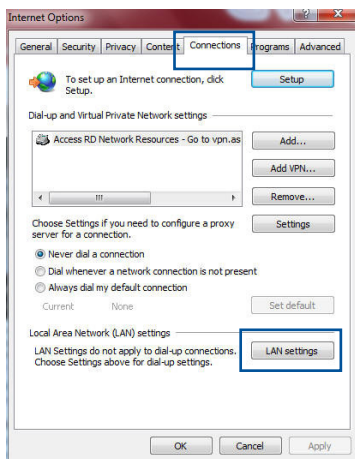 Internet Options
General Security Privacy Content Connections Programs Advanced
To set up an Internet connection, click Setup
Setup.
Dial-up and Virtual Private Network settings
Access RD Network Resources - Go to vpn.as
Add...
Add VPN...
Remove...
Choose Settings if you need to configure a proxy Settings
server for a connection.
Never dial a connection
Dial whenever a network connection is not present
Always dial my default connection
Current None Set default
Local Area Network (LAN) settings
LAN Settings do not apply to dial-up connections. LAN settings
Choose Settings above for dial-up settings.
OK Cancel Apply